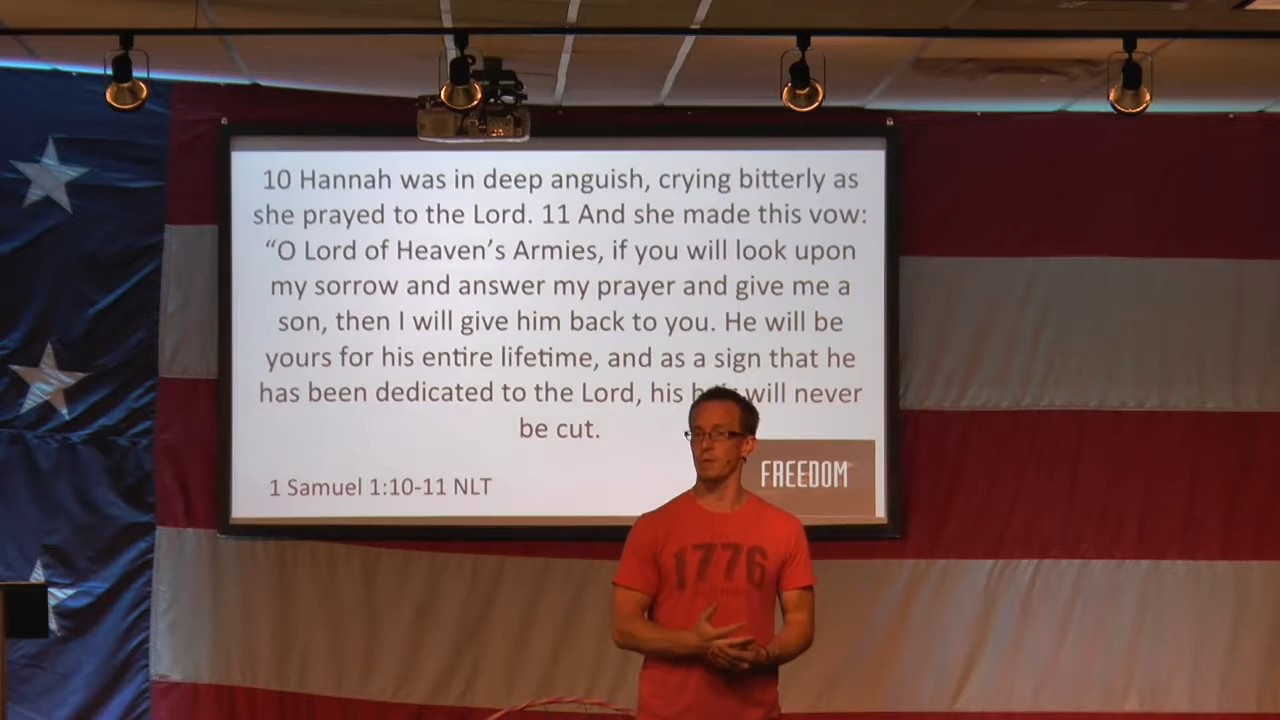 10 Hannah was in deep anguish, crying bitterly as
she prayed to the Lord. 11 And she made this vow:
“O Lord of Heaven’s Armies, if you will look upon
my sorrow and answer my prayer and give me a
son, then I will give him back to you. He will be
yours for his entire lifetime, and as a sign that he
has been dedicated to the Lord, his will never
be cut.
FREEDOM
1 Samuel 1:10-11 NLT
1776